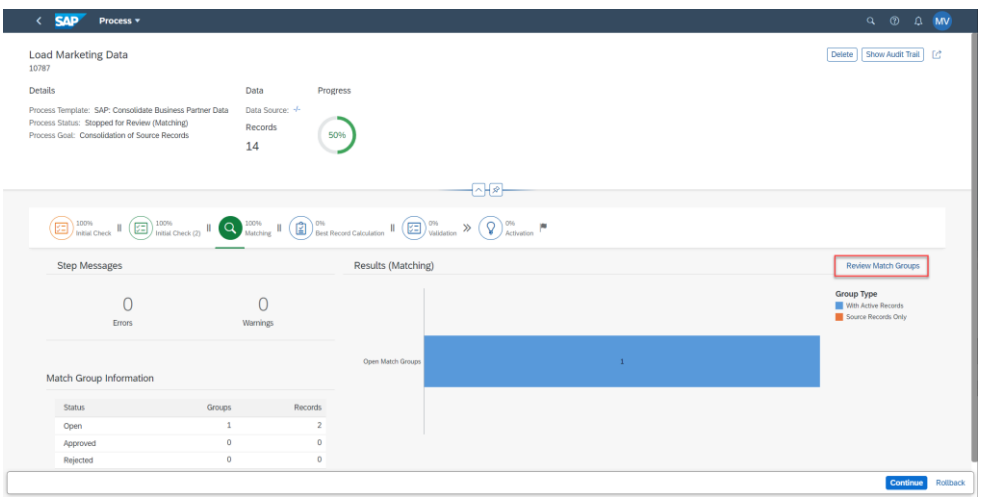 SAP Process
MV
Load Marketing Data
10787
Delete
Show Audit Trail
Details
Process Template: SAP: Consolidate Business Partner Data
Process Status: Stopped for Review (Matching)
Process Goal: Consolidation of Source Records
Data
Data Source: -/-
Records
14
Progress
50%
100%
Initial Check
100%
Initial Check (2)
100%
Matching
0%
Best Record Calculation
0%
Validation
0%
Activation
Step Messages
0
Errors
0
Warnings
Match Group Information
Status Groups Records
Open 1 2
Approved 0 0
Rejected 0 0
Results (Matching)
Review Match Groups
Open Match Groups
1
Group Type
With Active Records
Source Records Only
Continue
Rollback